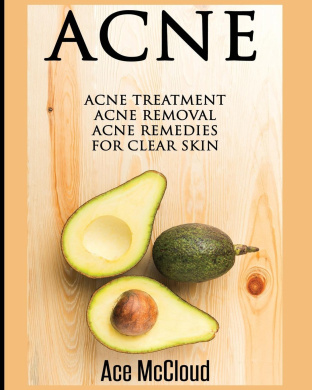 ACNE
ACNE TREATMENT
ACNE REMOVAL
ACNE REMEDIES
FOR CLEAR SKIN
Ace McCloud